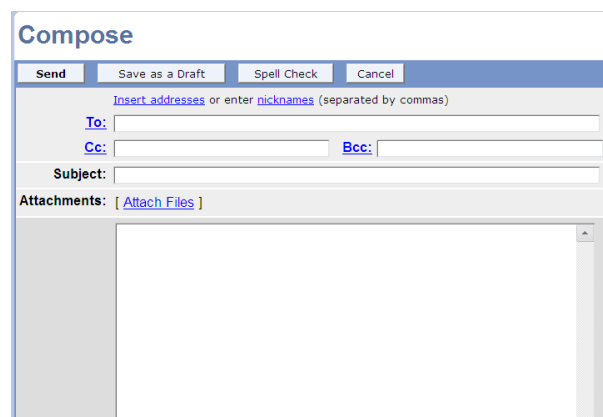 Compose
Send Save as a Draft Spell Check Cancel
Insert addresses or enter nicknames (separated by commas)
To:
Cc: Bcc:
Subject:
Attachments: [ Attach Files ]